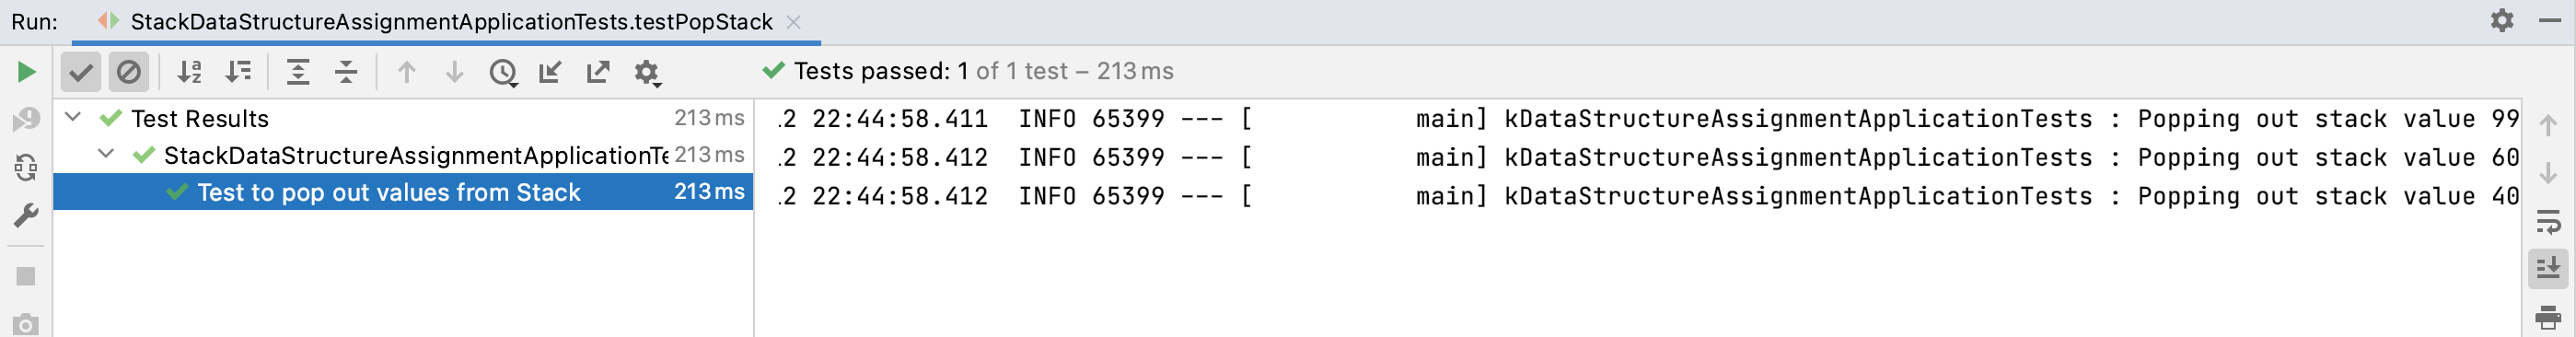 Run: StackDataStructureAssignmentApplicationTests.testPopStack
Tests passed: 1 of 1 test – 213 ms
Test Results 213 ms
StackDataStructureAssignmentApplicationTe 213 ms
Test to pop out values from Stack 213 ms
.2 22:44:58.411  INFO 65399 --- [           main] kDataStructureAssignmentApplicationTests : Popping out stack value 99
.2 22:44:58.412  INFO 65399 --- [           main] kDataStructureAssignmentApplicationTests : Popping out stack value 60
.2 22:44:58.412  INFO 65399 --- [           main] kDataStructureAssignmentApplicationTests : Popping out stack value 40